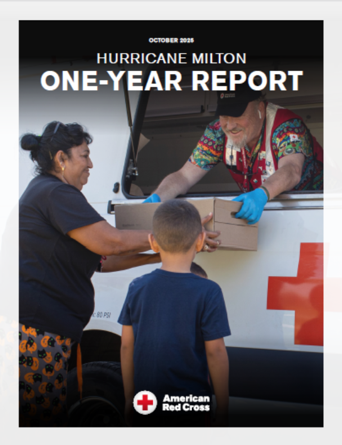 OCTOBER 2025
HURRICANE MILTON
ONE-YEAR REPORT
American
Red Cross